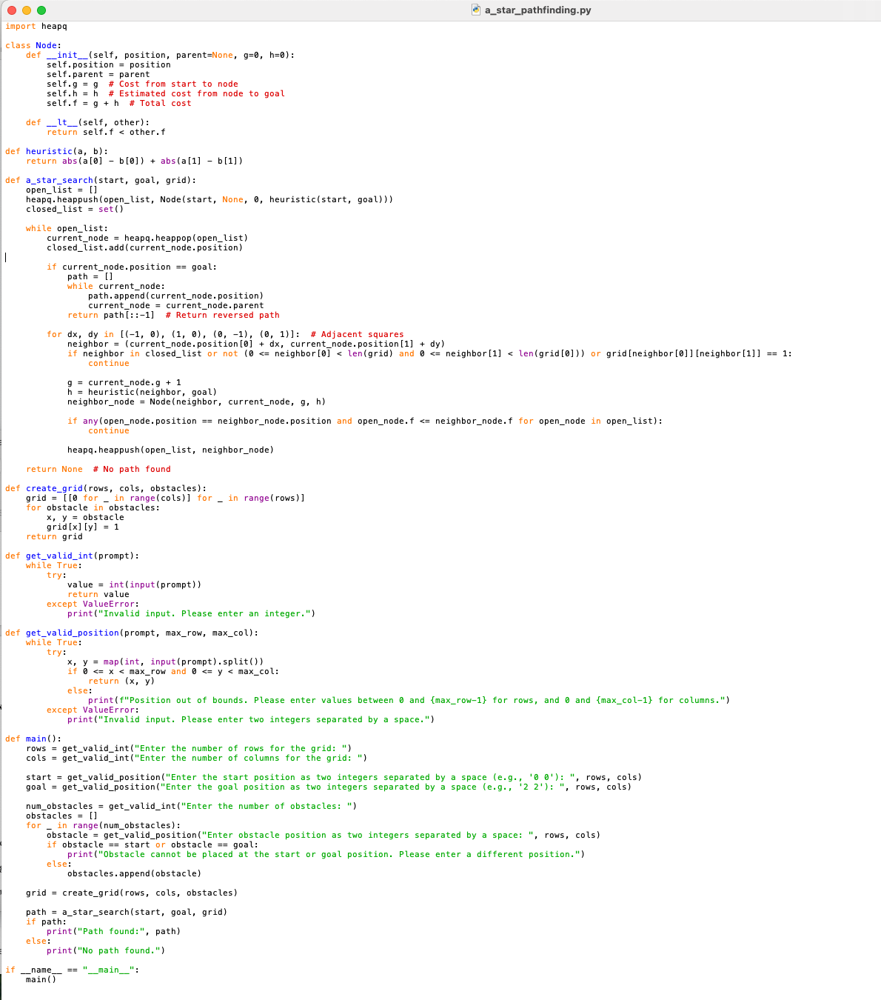 a_star_pathfinding.py
import heapq
class Node:
    def __init__(self, position, parent=None, g=0, h=0):
        self.position = position
        self.parent = parent
        self.g = g  # Cost from start to node
        self.h = h  # Estimated cost from node to goal
        self.f = g + h  # Total cost
    def __lt__(self, other):
        return self.f < other.f
def heuristic(a, b):
    return abs(a[0] - b[0]) + abs(a[1] - b[1])
def a_star_search(start, goal, grid):
    open_list = []
    heapq.heappush(open_list, Node(start, None, 0, heuristic(start, goal)))
    closed_list = set()
    while open_list:
        current_node = heapq.heappop(open_list)
        closed_list.add(current_node.position)
        if current_node.position == goal:
            path = []
            while current_node:
                path.append(current_node.position)
                current_node = current_node.parent
            return path[::-1]  # Return reversed path
        for dx, dy in [(-1, 0), (1, 0), (0, -1), (0, 1)]:  # Adjacent squares
            neighbor = (current_node.position[0] + dx, current_node.position[1] + dy)
            if neighbor in closed_list or not (0 <= neighbor[0] < len(grid) and 0 <= neighbor[1] < len(grid[0])) or grid[neighbor[0]][neighbor[1]] == 1:
                continue
            g = current_node.g + 1
            h = heuristic(neighbor, goal)
            neighbor_node = Node(neighbor, current_node, g, h)
            if any(open_node.position == neighbor_node.position and open_node.f <= neighbor_node.f for open_node in open_list):
                continue
            heapq.heappush(open_list, neighbor_node)
    return None  # No path found
def create_grid(rows, cols, obstacles):
    grid = [[0 for _ in range(cols)] for _ in range(rows)]
    for obstacle in obstacles:
        x, y = obstacle
        grid[x][y] = 1
    return grid
def get_valid_int(prompt):
    while True:
        try:
            value = int(input(prompt))
            return value
        except ValueError:
            print("Invalid input. Please enter an integer.")
def get_valid_position(prompt, max_row, max_col):
    while True:
        try:
            x, y = map(int, input(prompt).split())
            if 0 <= x < max_row and 0 <= y < max_col:
                return (x, y)
            else:
                print(f"Position out of bounds. Please enter values between 0 and {max_row-1} for rows, and 0 and {max_col-1} for columns.")
        except ValueError:
            print("Invalid input. Please enter two integers separated by a space.")
def main():
    rows = get_valid_int("Enter the number of rows for the grid: ")
    cols = get_valid_int("Enter the number of columns for the grid: ")
    start = get_valid_position("Enter the start position as two integers separated by a space (e.g., '0 0'): ", rows, cols)
    goal = get_valid_position("Enter the goal position as two integers separated by a space (e.g., '2 2'): ", rows, cols)
    num_obstacles = get_valid_int("Enter the number of obstacles: ")
    obstacles = []
    for _ in range(num_obstacles):
        obstacle = get_valid_position("Enter obstacle position as two integers separated by a space: ", rows, cols)
        if obstacle == start or obstacle == goal:
            print("Obstacle cannot be placed at the start or goal position. Please enter a different position.")
        else:
            obstacles.append(obstacle)
    grid = create_grid(rows, cols, obstacles)
    path = a_star_search(start, goal, grid)
    if path:
        print("Path found:", path)
    else:
        print("No path found.")
if __name__ == "__main__":
    main()